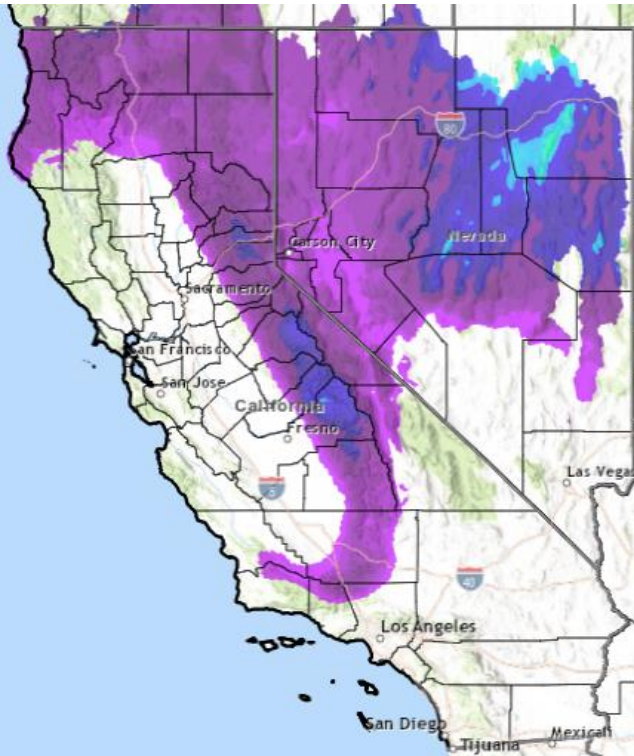 80
Nevada
Carson City
Sacramento
San Francisco
San Jose
California
Fresno
5
Las Vegas
40
Los Angeles
San Diego
Tijuana
Mexicali